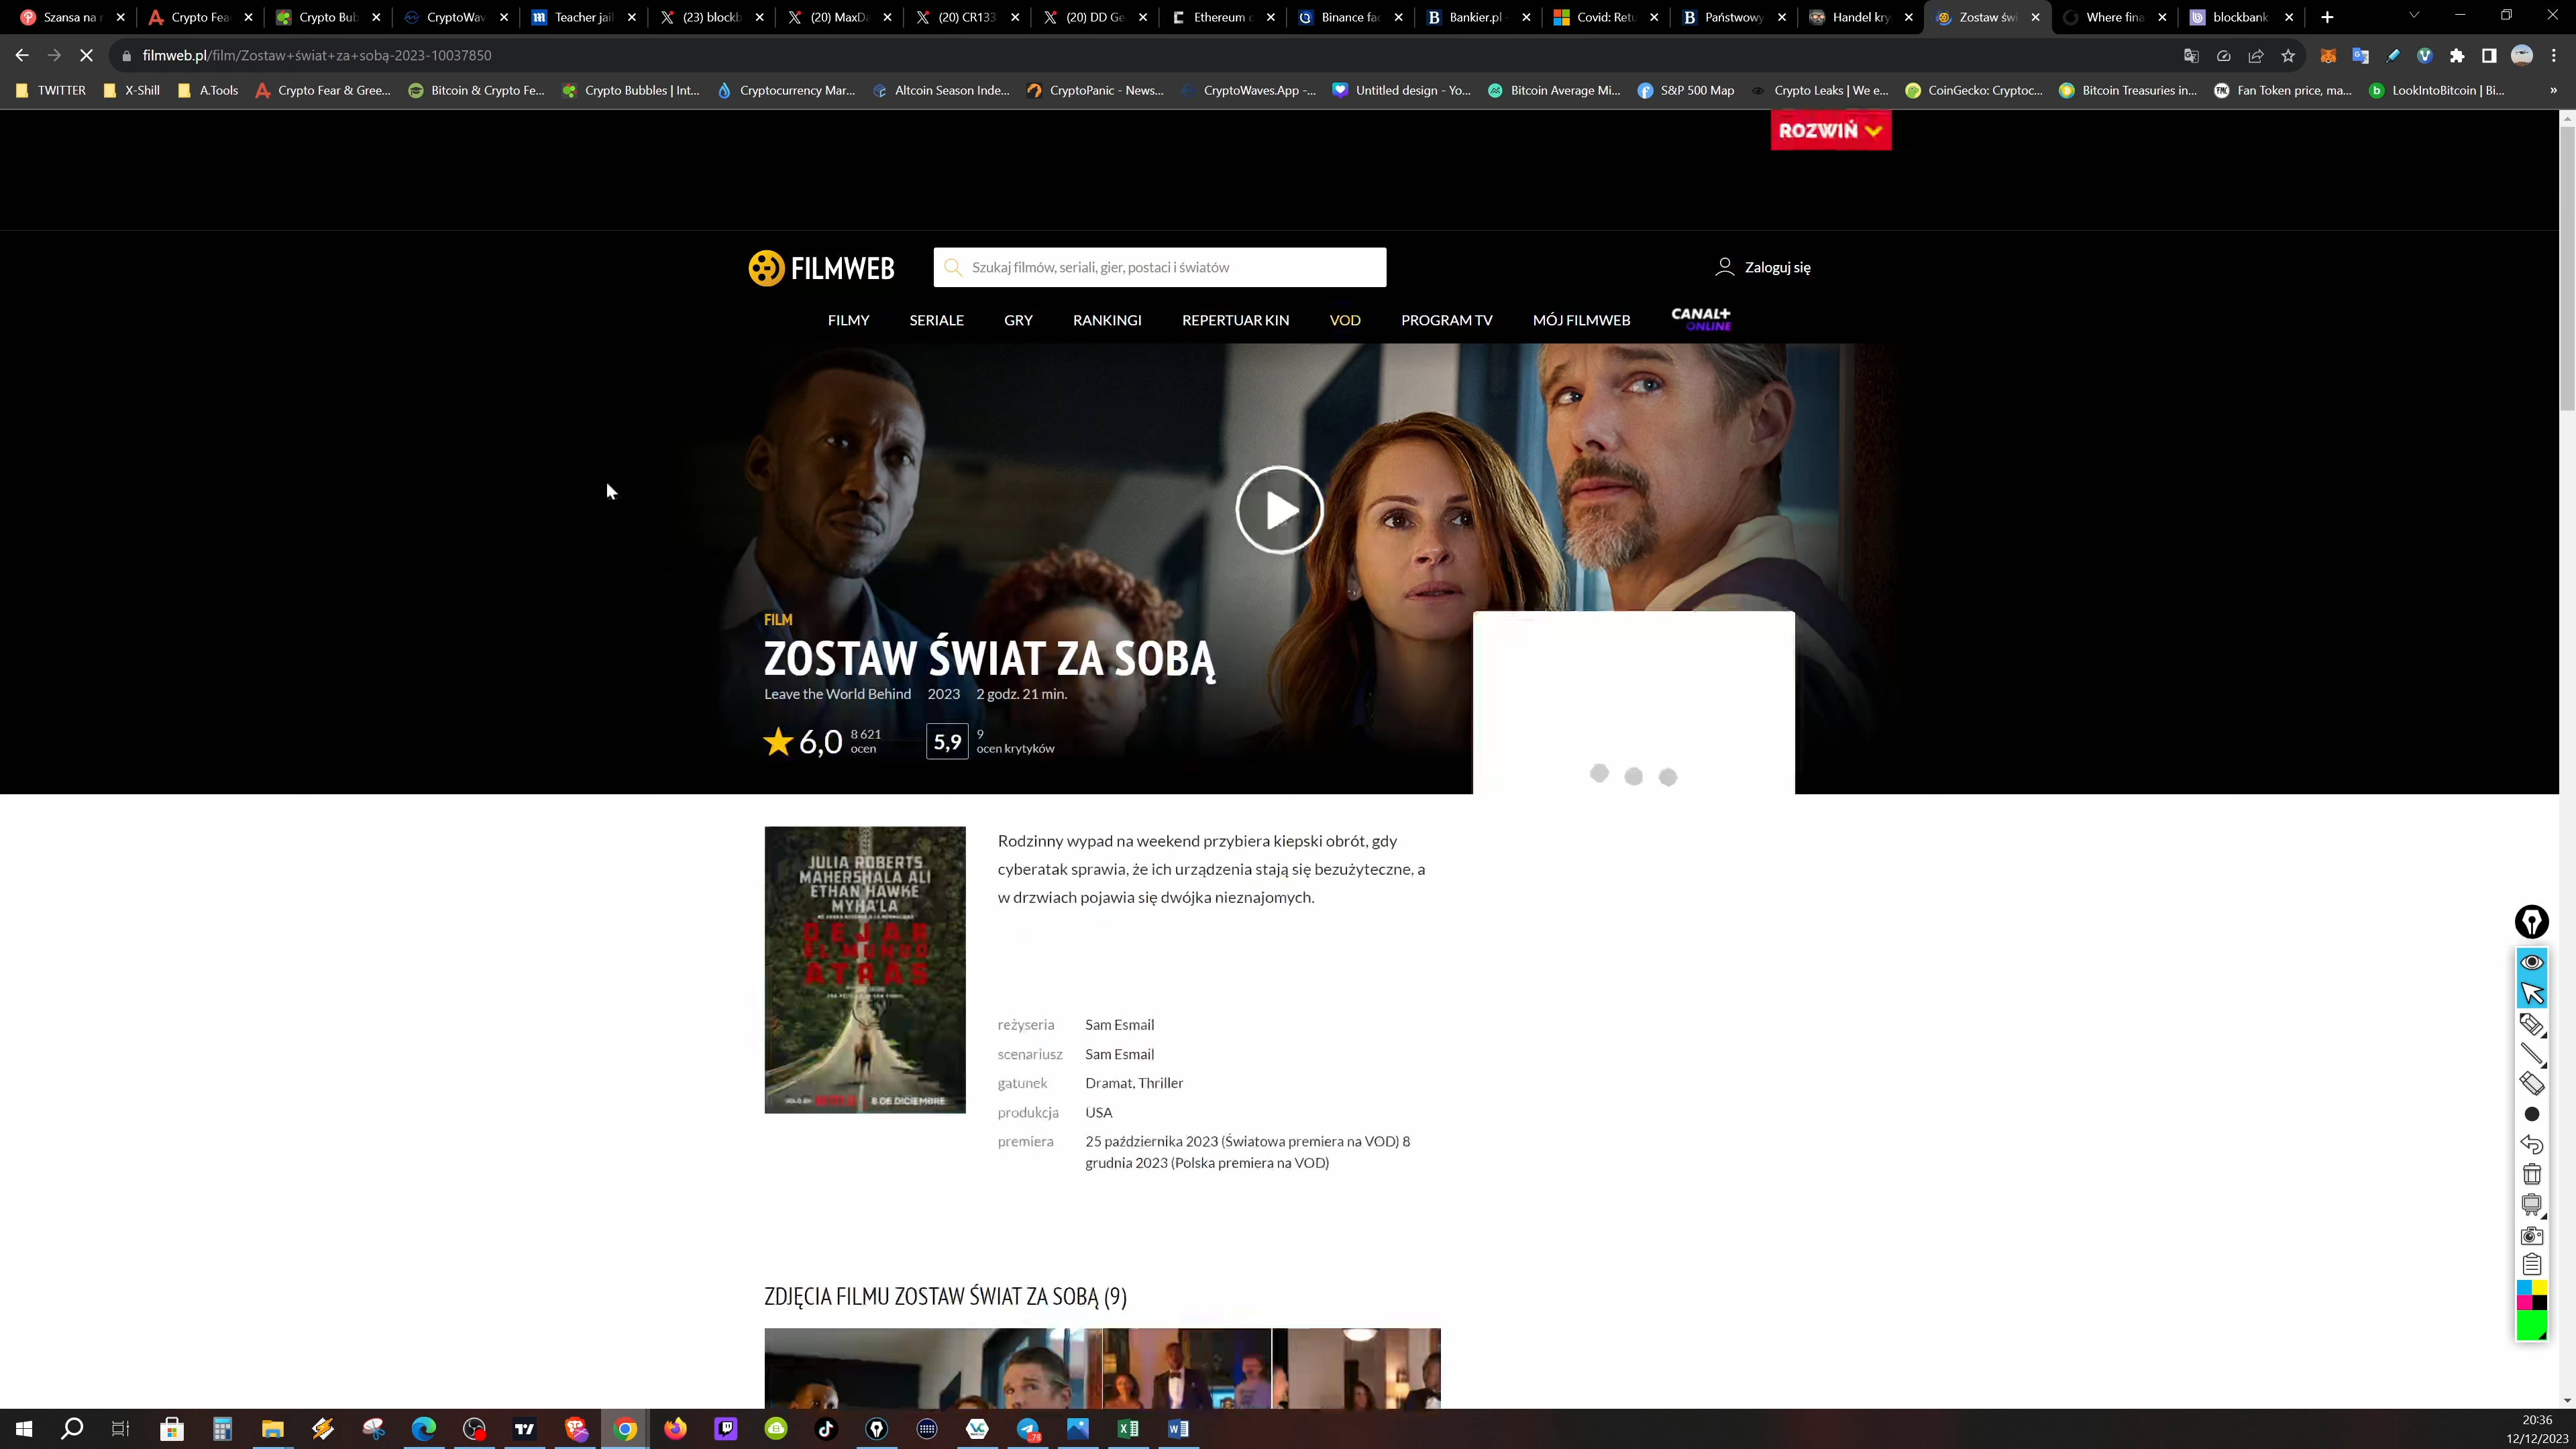 Szansa na r
Crypto Fea
Crypto Bub
CryptoWav
Teacher jail
(23) blockb
(20) MaxDa
(20) CR133
(20) DD Ge
Ethereum c
Binance fac
Bankier.pl -
Covid: Retu
Państwowy
Handel kry
Zostaw świ
Where fina
blockbank
filmweb.pl/film/Zostaw+świat+za+sobą-2023-10037850
TWITTER
X-Shill
A.Tools
Crypto Fear & Gree...
Bitcoin & Crypto Fe...
Crypto Bubbles | Int...
Cryptocurrency Mar...
Altcoin Season Inde...
CryptoPanic - News...
CryptoWaves.App -...
Untitled design - Yo...
Bitcoin Average Mi...
S&P 500 Map
Crypto Leaks | We e...
CoinGecko: Cryptoc...
Bitcoin Treasuries in...
Fan Token price, ma...
LookIntoBitcoin | Bi...
»
ROZWIŃ
FILMWEB
Szukaj filmów, seriali, gier, postaci i światów
Zaloguj się
FILMY SERIALE GRY RANKINGI REPERTUAR KIN VOD PROGRAM TV MÓJ FILMWEB
CANAL+
ONLINE
FILM
ZOSTAW ŚWIAT ZA SOBĄ
Leave the World Behind 2023 2 godz. 21 min.
6,0
8 621
ocen
5,9
9
ocen krytyków
JULIA ROBERTS
MAHERSHALA ALI
ETHAN HAWKE
MYHA'LA
DEJAR
EL MUNDO
ATRÁS
8 DE DICIEMBRE
Rodzinny wypad na weekend przybiera kiepski obrót, gdy
cyberatak sprawia, że ich urządzenia stają się bezużyteczne, a
w drzwiach pojawia się dwójka nieznajomych.
reżyseria Sam Esmail
scenariusz Sam Esmail
gatunek Dramat, Thriller
produkcja USA
premiera 25 października 2023 (Światowa premiera na VOD) 8
grudnia 2023 (Polska premiera na VOD)
ZDJĘCIA FILMU ZOSTAW ŚWIAT ZA SOBĄ (9)
20:36
12/12/2023